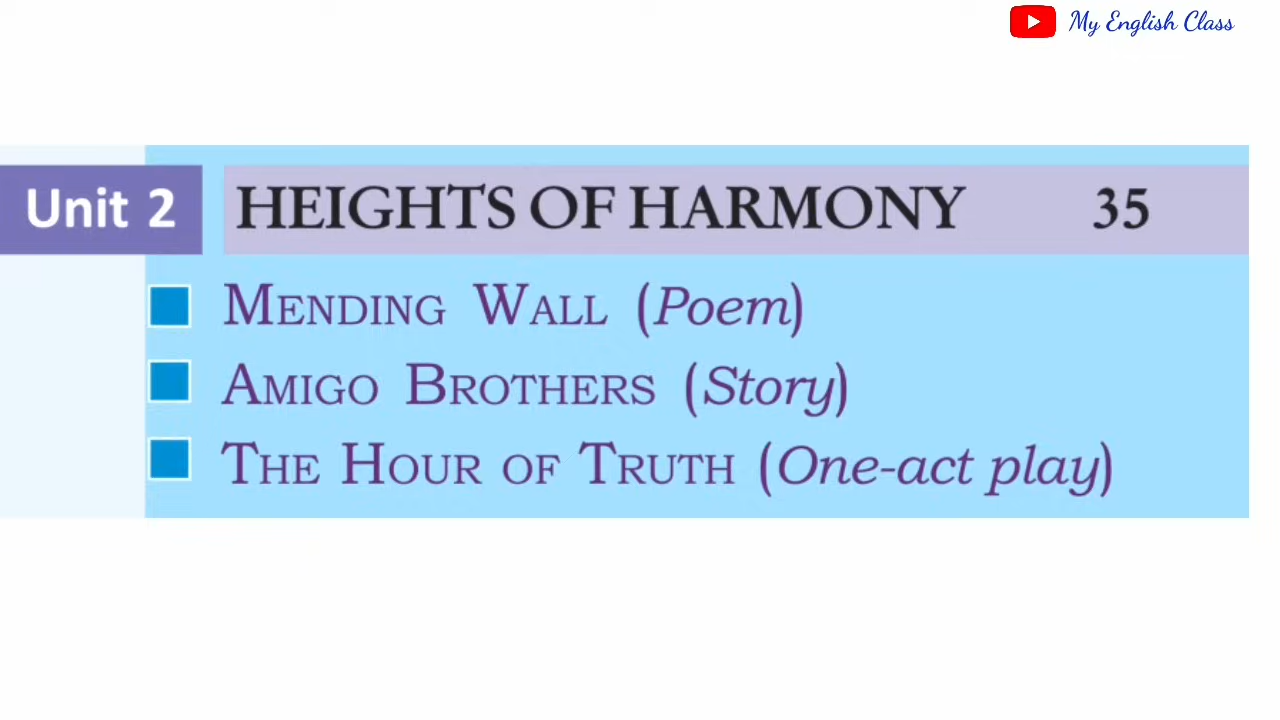 My English Class
Unit 2 HEIGHTS OF HARMONY 35
MENDING WALL (Poem)
AMIGO BROTHERS (Story)
THE HOUR OF TRUTH (One-act play)